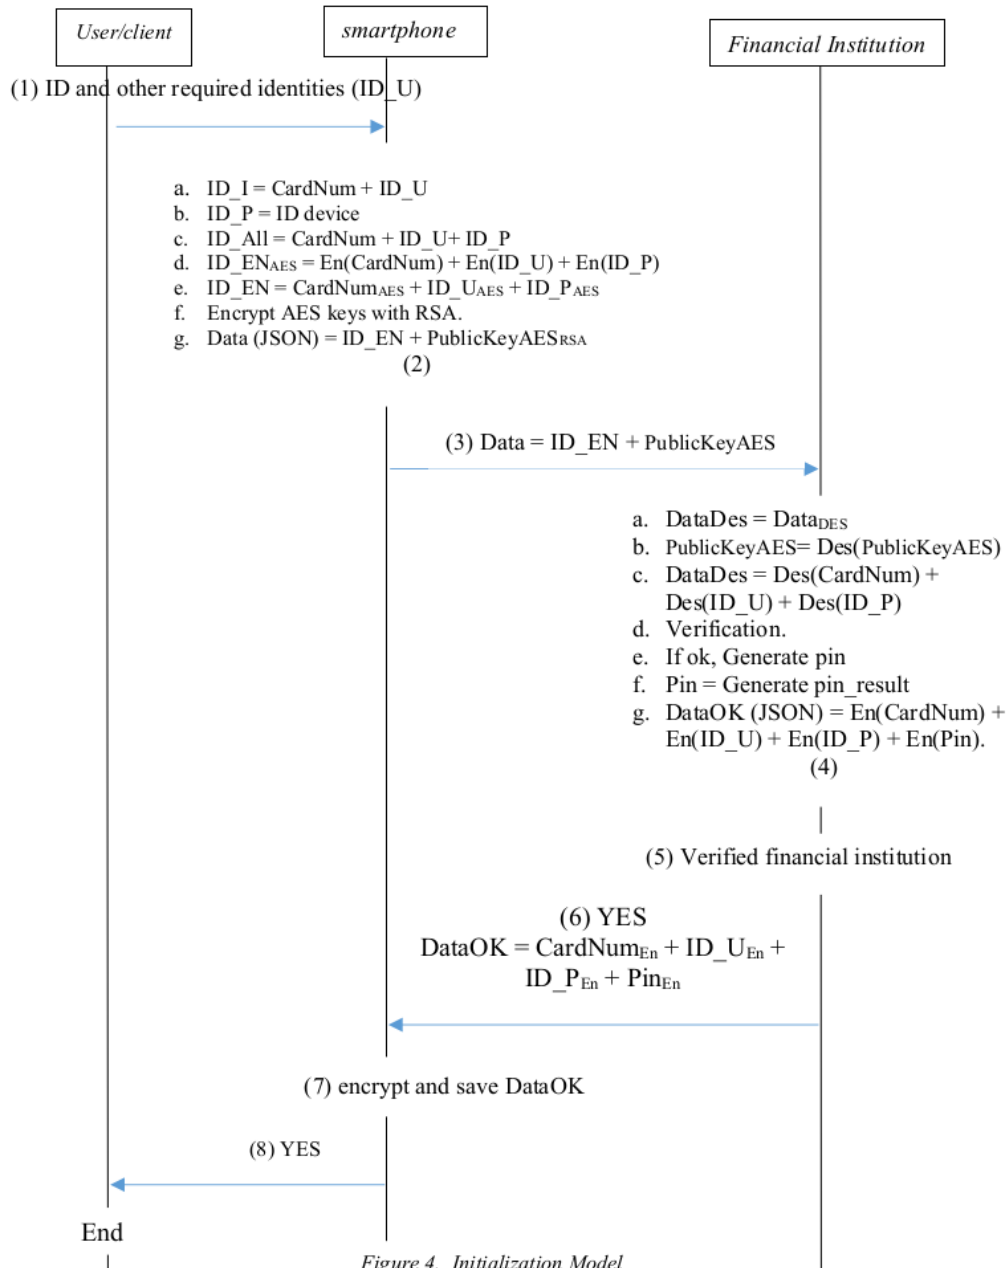 User/client
smartphone
Financial Institution
(1) ID and other required identities (ID_U)
a. ID_I = CardNum + ID_U
b. ID_P = ID device
c. ID_All = CardNum + ID_U+ ID_P
d. ID_ENAES = En(CardNum) + En(ID_U) + En(ID_P)
e. ID_EN = CardNumAES + ID_UAES + ID_PAES
f. Encrypt AES keys with RSA.
g. Data (JSON) = ID_EN + PublicKeyAESRSA
(2)
(3) Data = ID_EN + PublicKeyAES
a. DataDes = DataDES
b. PublicKeyAES= Des(PublicKeyAES)
c. DataDes = Des(CardNum) +
Des(ID_U) + Des(ID_P)
d. Verification.
e. If ok, Generate pin
f. Pin = Generate pin_result
g. DataOK (JSON) = En(CardNum) +
En(ID_U) + En(ID_P) + En(Pin).
(4)
(5) Verified financial institution
(6) YES
DataOK = CardNumEn + ID_UEn +
ID_PEn + PinEn
(7) encrypt and save DataOK
(8) YES
End
Figure 4. Initialization Model